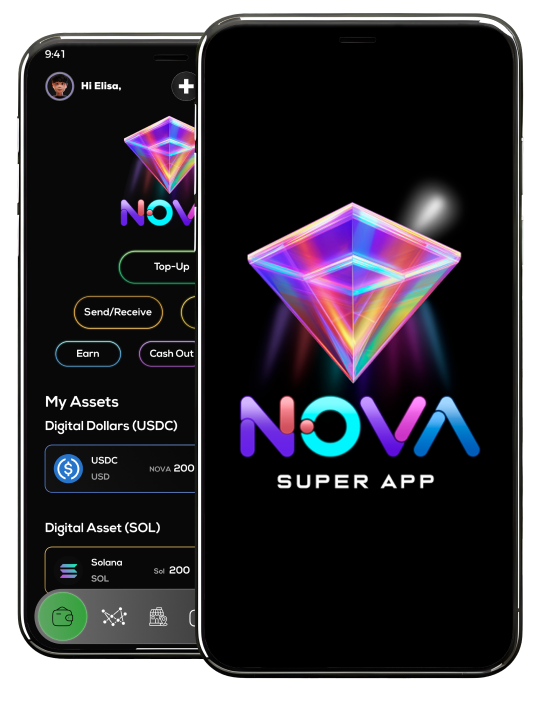 9:41
Hi Elisa,
NOV
Top-Up
Send/Receive
Earn
Cash Out
My Assets
Digital Dollars (USDC)
USDC
USD
NOVA 200
Digital Asset (SOL)
Solana
SOL
Sol 200
NOVA
SUPER APP